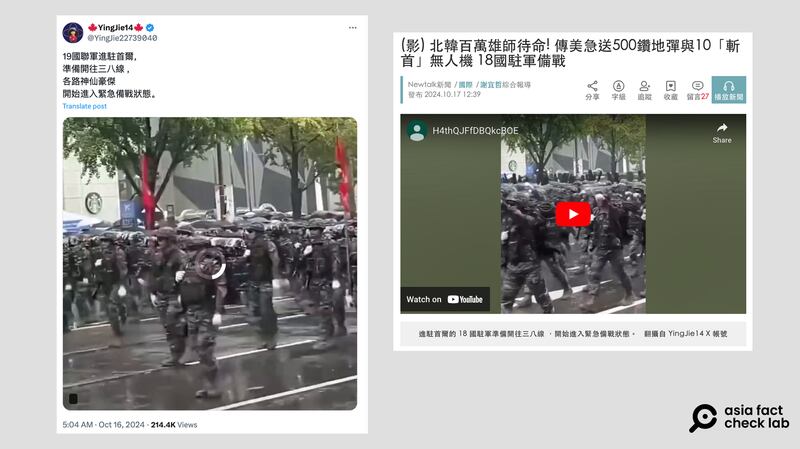 🍁YingJie14🍁
@YingJie22739040
19國聯軍進駐首爾,
準備開往三八線,
各路神仙豪傑
開始進入緊急備戰狀態。
Translate post
5:04 AM · Oct 16, 2024 · 214.4K Views
(影) 北韓百萬雄師待命! 傳美急送500鑽地彈與10「斬
首」無人機 18國駐軍備戰
Newtalk新聞 / 國際 / 謝宜哲綜合報導
發布 2024.10.17 12:39
分享 字級 追蹤 收藏 留言27 播放新聞
H4thQJFfDBQkcBOE
Share
Watch on YouTube
進駐首爾的 18 國駐軍準備開往三八線,開始進入緊急備戰狀態。 翻攝自 YingJie14 X 帳號
asia fact
check lab